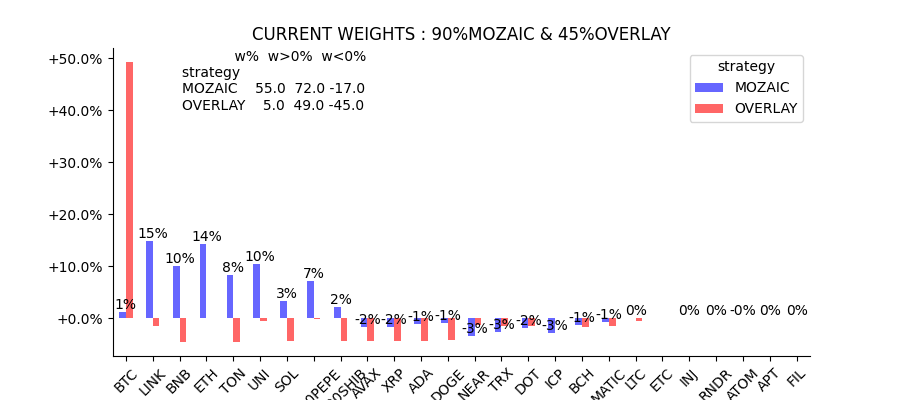 CURRENT WEIGHTS : 90%MOZAIC & 45%OVERLAY
w% w>0% w<0%
strategy
MOZAIC 55.0 72.0 -17.0
OVERLAY 5.0 49.0 -45.0
strategy
MOZAIC
OVERLAY
+50.0%
+40.0%
+30.0%
+20.0%
+10.0%
+0.0%
1% 15% 10% 14% 8% 10% 3% 7% 2% -2% -2% -1% -1% -3% -3% -2% -3% -1% -1% 0% 0% 0% -0% 0% 0%
BTC LINK BNB ETH TON UNI SOL 0PEPE 00SHIB AVAX XRP ADA DOGE NEAR TRX DOT ICP BCH MATIC LTC ETC INJ RNDR ATOM APT FIL